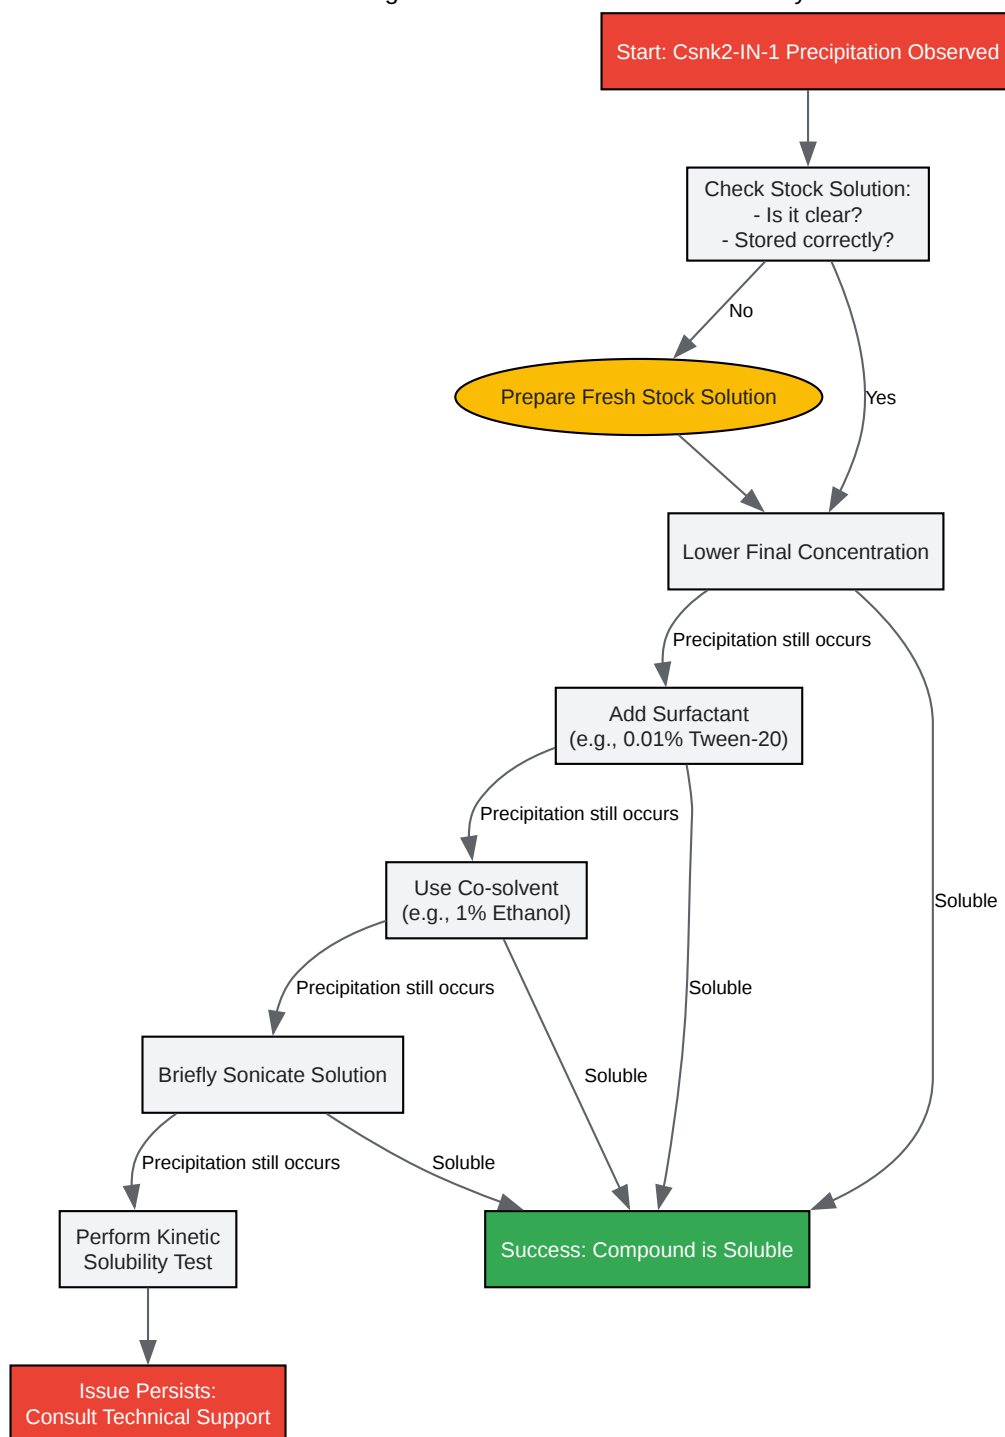 Start: Csnk2-IN-1 Precipitation Observed
Check Stock Solution:
- Is it clear?
- Stored correctly?
No
Prepare Fresh Stock Solution
Yes
Lower Final Concentration
Precipitation still occurs
Add Surfactant
(e.g., 0.01% Tween-20)
Precipitation still occurs
Use Co-solvent
(e.g., 1% Ethanol)
Soluble
Precipitation still occurs
Soluble
Briefly Sonicate Solution
Soluble
Precipitation still occurs
Soluble
Perform Kinetic
Solubility Test
Success: Compound is Soluble
Issue Persists:
Consult Technical Support